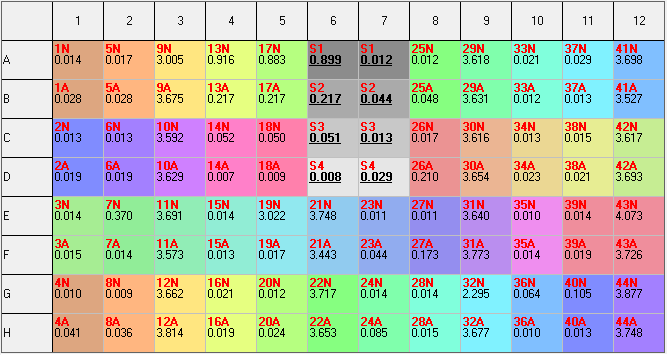 1 2 3 4 5 6 7 8 9 10 11 12
A 1N 5N 9N 13N 17N S1 S1 25N 29N 33N 37N 41N
0.014 0.017 3.005 0.916 0.883 0.899 0.012 0.012 3.618 0.021 0.029 3.698
B 1A 5A 9A 13A 17A S2 S2 25A 29A 33A 37A 41A
0.028 0.028 3.675 0.217 0.217 0.217 0.044 0.048 3.631 0.012 0.013 3.527
C 2N 6N 10N 14N 18N S3 S3 26N 30N 34N 38N 42N
0.013 0.013 3.592 0.052 0.050 0.051 0.013 0.017 3.616 0.013 0.015 3.617
D 2A 6A 10A 14A 18A S4 S4 26A 30A 34A 38A 42A
0.019 0.019 3.629 0.007 0.009 0.008 0.029 0.210 3.654 0.023 0.021 3.693
E 3N 7N 11N 15N 19N 21N 23N 27N 31N 35N 39N 43N
0.014 0.370 3.691 0.014 3.022 3.748 0.011 0.011 3.640 0.010 0.014 4.073
F 3A 7A 11A 15A 19A 21A 23A 27A 31A 35A 39A 43A
0.015 0.014 3.573 0.013 0.017 3.443 0.044 0.173 3.773 0.014 0.019 3.726
G 4N 8N 12N 16N 20N 22N 24N 28N 32N 36N 40N 44N
0.010 0.009 3.662 0.021 0.012 3.717 0.014 0.014 2.295 0.064 0.105 3.877
H 4A 8A 12A 16A 20A 22A 24A 28A 32A 36A 40A 44A
0.041 0.036 3.814 0.019 0.024 3.653 0.085 0.015 3.677 0.010 0.013 3.748